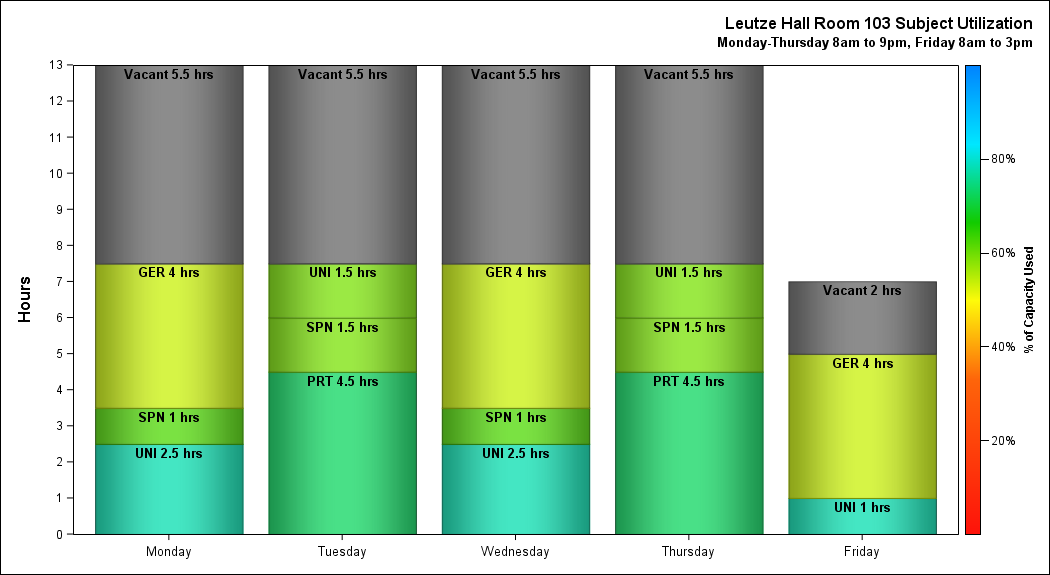 Leutze Hall Room 103 Subject Utilization
Monday-Thursday 8am to 9pm, Friday 8am to 3pm
Hours
13
12
11
10
9
8
7
6
5
4
3
2
1
0
Vacant 5.5 hrs
GER 4 hrs
SPN 1 hrs
UNI 2.5 hrs
Monday
Vacant 5.5 hrs
UNI 1.5 hrs
SPN 1.5 hrs
PRT 4.5 hrs
Tuesday
Vacant 5.5 hrs
GER 4 hrs
SPN 1 hrs
UNI 2.5 hrs
Wednesday
Vacant 5.5 hrs
UNI 1.5 hrs
SPN 1.5 hrs
PRT 4.5 hrs
Thursday
Vacant 2 hrs
GER 4 hrs
UNI 1 hrs
Friday
80%
60%
40%
20%
% of Capacity Used